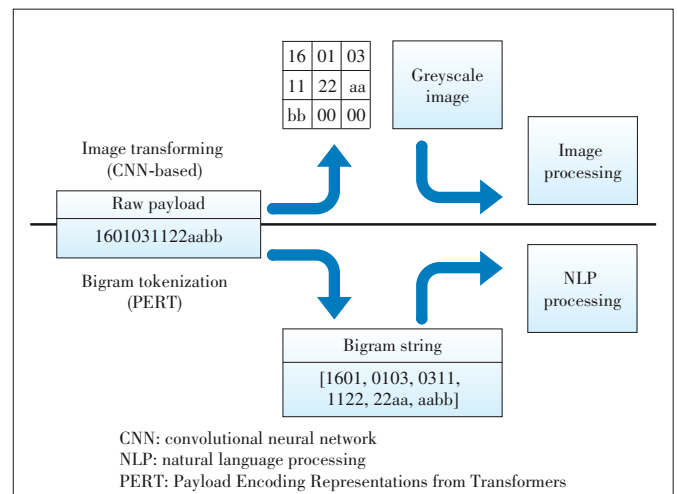 16 01 03
11 22 aa
bb 00 00
Greyscale
image
Image transforming
(CNN-based)
Image
processing
Raw payload
1601031122aabb
Bigram tokenization
(PERT)
NLP
processing
Bigram string
[1601, 0103, 0311,
1122, 22aa, aabb]
CNN: convolutional neural network
NLP: natural language processing
PERT: Payload Encoding Representations from Transformers